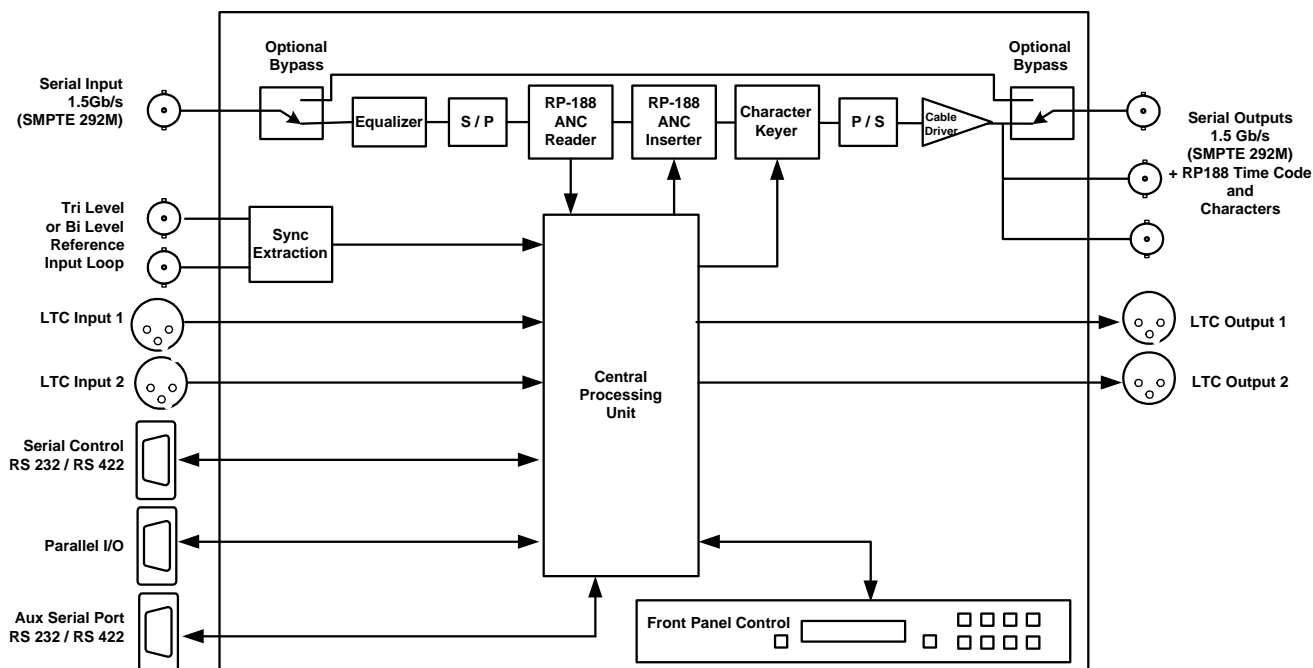 Optional
Bypass
Optional
Bypass
Serial Input
1.5Gb/s
(SMPTE 292M)
Equalizer
S / P
RP-188
ANC
Reader
RP-188
ANC
Inserter
Character
Keyer
P / S
Cable
Driver
Serial Outputs
1.5 Gb/s
(SMPTE 292M)
+ RP188 Time Code
and
Characters
Tri Level
or Bi Level
Reference
Input Loop
Sync
Extraction
LTC Input 1
LTC Output 1
LTC Input 2
LTC Output 2
Central
Processing
Unit
Serial Control
RS 232 / RS 422
Parallel I/O
Aux Serial Port
RS 232 / RS 422
Front Panel Control